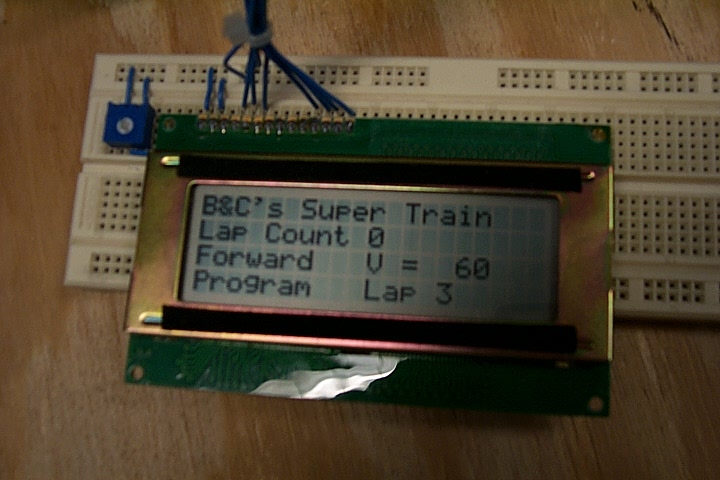 B&C's Super Train
Lap Count 0
Forward V = 60
Program Lap 3